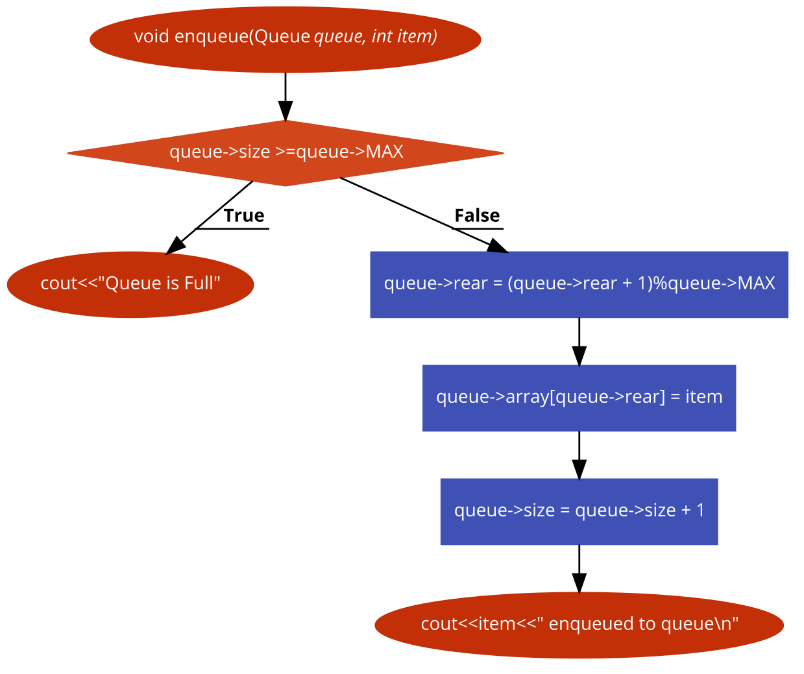 void enqueue(Queue queue, int item)
queue->size >=queue->MAX
True
False
cout<<"Queue is Full"
queue->rear = (queue->rear + 1)%queue->MAX
queue->array[queue->rear] = item
queue->size = queue->size + 1
cout<<item<<" enqueued to queue\n"